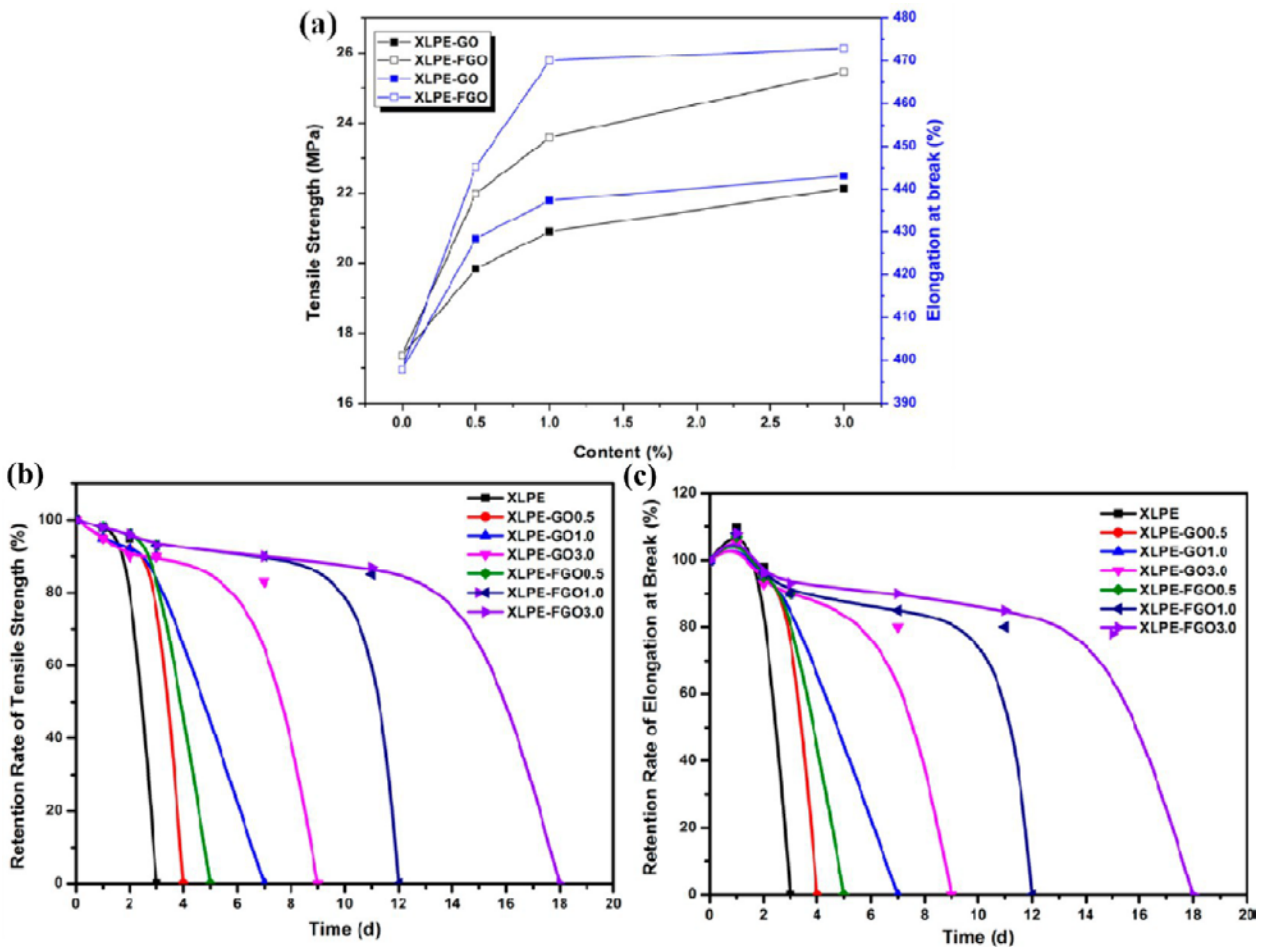 (a)
XLPE-GO
XLPE-FGO
XLPE-GO
XLPE-FGO
Tensile Strength (MPa)
26
24
22
20
18
16
Elongation at break (%)
480
470
460
450
440
430
420
410
400
390
0.0 0.5 1.0 1.5 2.0 2.5 3.0
Content (%)
(b)
XLPE
XLPE-GO0.5
XLPE-GO1.0
XLPE-GO3.0
XLPE-FGO0.5
XLPE-FGO1.0
XLPE-FGO3.0
Retention Rate of Tensile Strength (%)
100
80
60
40
20
0
0 2 4 6 8 10 12 14 16 18 20
Time (d)
(c)
XLPE
XLPE-GO0.5
XLPE-GO1.0
XLPE-GO3.0
XLPE-FGO0.5
XLPE-FGO1.0
XLPE-FGO3.0
Retention Rate of Elongation at Break (%)
120
100
80
60
40
20
0
0 2 4 6 8 10 12 14 16 18 20
Time (d)